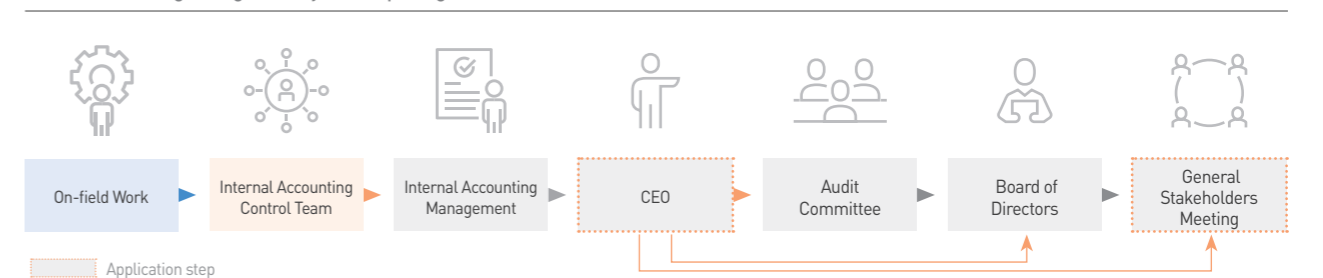 On-field Work
Internal Accounting
Control Team
Internal Accounting
Management
CEO
Audit
Committee
Board of
Directors
General
Stakeholders
Meeting
Application step